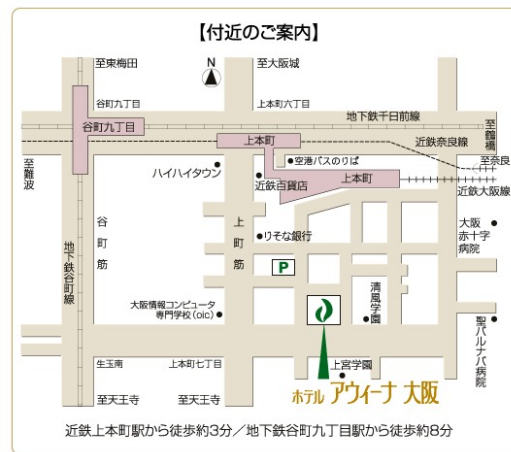 【付近のご案内】
至東梅田
N
至大阪城
谷町九丁目
上本町六丁目
地下鉄千日前線
至鶴橋
谷町九丁目
上本町
近鉄奈良線
至難波
空港バスのりば
至奈良
ハイハイタウン
近鉄百貨店
上本町
近鉄大阪線
谷町筋
上町筋
りそな銀行
大阪
赤十字
病院
地下鉄谷町線
P
清風学園
大阪情報コンピュータ
専門学校(oic)
聖バルナバ病院
生玉南
上本町七丁目
上宮学園
至天王寺
至天王寺
ホテル アウィーナ 大阪
近鉄上本町駅から徒歩約3分/地下鉄谷町九丁目駅から徒歩約8分